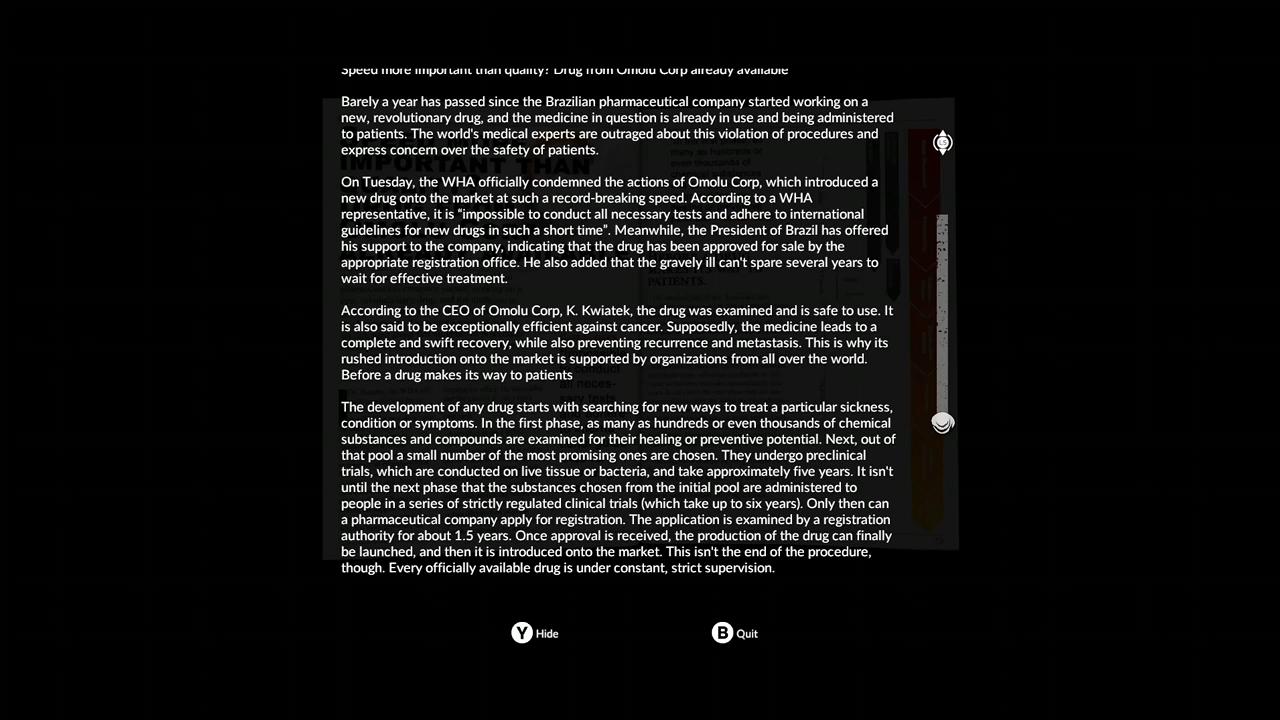 Speed more important than quality? Drug from Omolu Corp already available
Barely a year has passed since the Brazilian pharmaceutical company started working on a
new, revolutionary drug, and the medicine in question is already in use and being administered
to patients. The world's medical experts are outraged about this violation of procedures and
express concern over the safety of patients.
On Tuesday, the WHA officially condemned the actions of Omolu Corp, which introduced a
new drug onto the market at such a record-breaking speed. According to a WHA
representative, it is “impossible to conduct all necessary tests and adhere to international
guidelines for new drugs in such a short time”. Meanwhile, the President of Brazil has offered
his support to the company, indicating that the drug has been approved for sale by the
appropriate registration office. He also added that the gravely ill can't spare several years to
wait for effective treatment.
According to the CEO of Omolu Corp, K. Kwiatek, the drug was examined and is safe to use. It
is also said to be exceptionally efficient against cancer. Supposedly, the medicine leads to a
complete and swift recovery, while also preventing recurrence and metastasis. This is why its
rushed introduction onto the market is supported by organizations from all over the world.
Before a drug makes its way to patients
The development of any drug starts with searching for new ways to treat a particular sickness,
condition or symptoms. In the first phase, as many as hundreds or even thousands of chemical
substances and compounds are examined for their healing or preventive potential. Next, out of
that pool a small number of the most promising ones are chosen. They undergo preclinical
trials, which are conducted on live tissue or bacteria, and take approximately five years. It isn't
until the next phase that the substances chosen from the initial pool are administered to
people in a series of strictly regulated clinical trials (which take up to six years). Only then can
a pharmaceutical company apply for registration. The application is examined by a registration
authority for about 1.5 years. Once approval is received, the production of the drug can finally
be launched, and then it is introduced onto the market. This isn't the end of the procedure,
though. Every officially available drug is under constant, strict supervision.
Y Hide B Quit